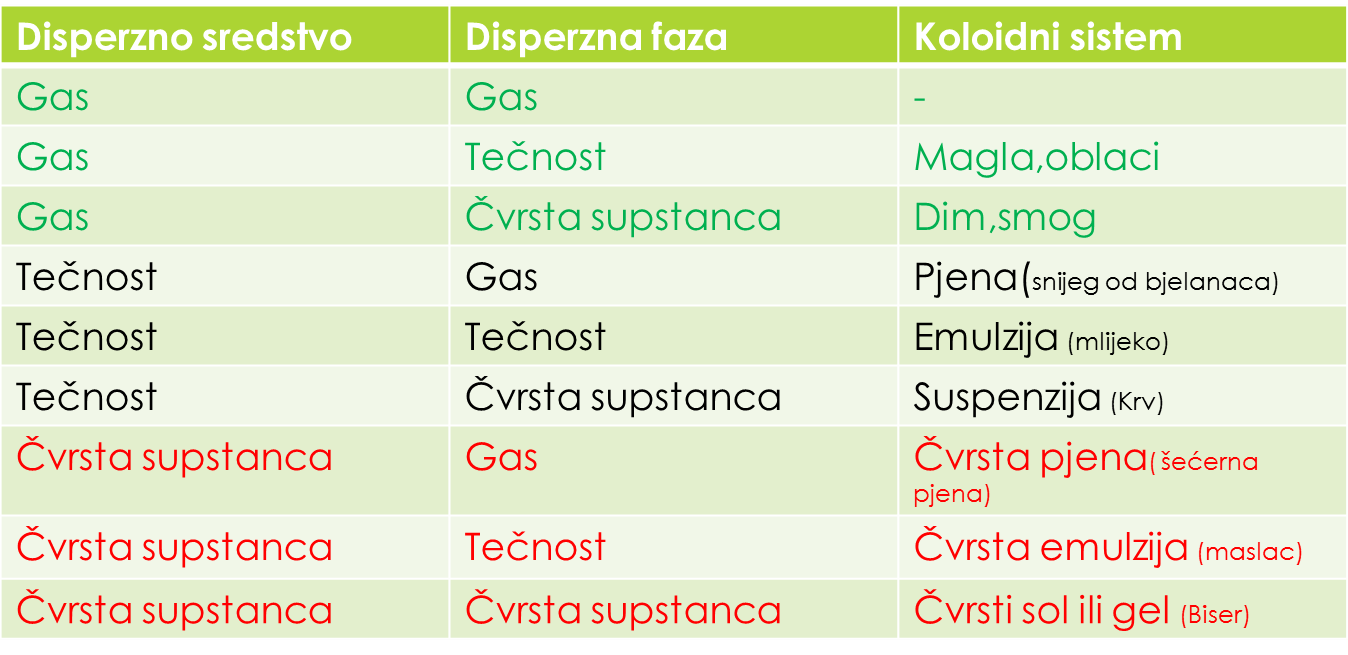 Disperzno sredstvo Disperzna faza Koloidni sistem
Gas Gas -
Gas Tečnost Magla,oblaci
Gas Čvrsta supstanca Dim,smog
Tečnost Gas Pjena(snijeg od bjelanaca)
Tečnost Tečnost Emulzija (mlijeko)
Tečnost Čvrsta supstanca Suspenzija (Krv)
Čvrsta supstanca Gas Čvrsta pjena( šećerna
pjena)
Čvrsta supstanca Tečnost Čvrsta emulzija (maslac)
Čvrsta supstanca Čvrsta supstanca Čvrsti sol ili gel (Biser)